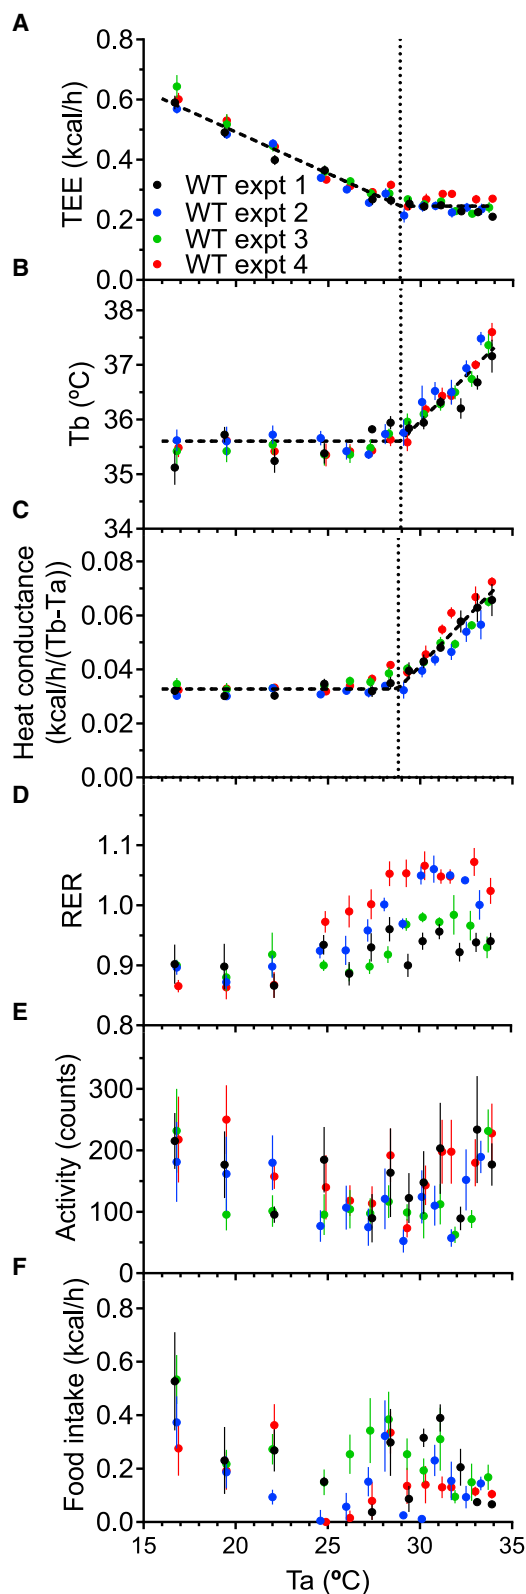 A
TEE (kcal/h)
0.8
0.6
0.4
0.2
0.0
WT expt 1
WT expt 2
WT expt 3
WT expt 4
B
Tb (ºC)
38
37
36
35
34
C
Heat conductance
(kcal/h/(Tb-Ta))
0.08
0.06
0.04
0.02
0.00
D
RER
1.1
1.0
0.9
0.8
E
Activity (counts)
300
200
100
0
F
Food intake (kcal/h)
0.8
0.6
0.4
0.2
0.0
15 20 25 30 35
Ta (ºC)